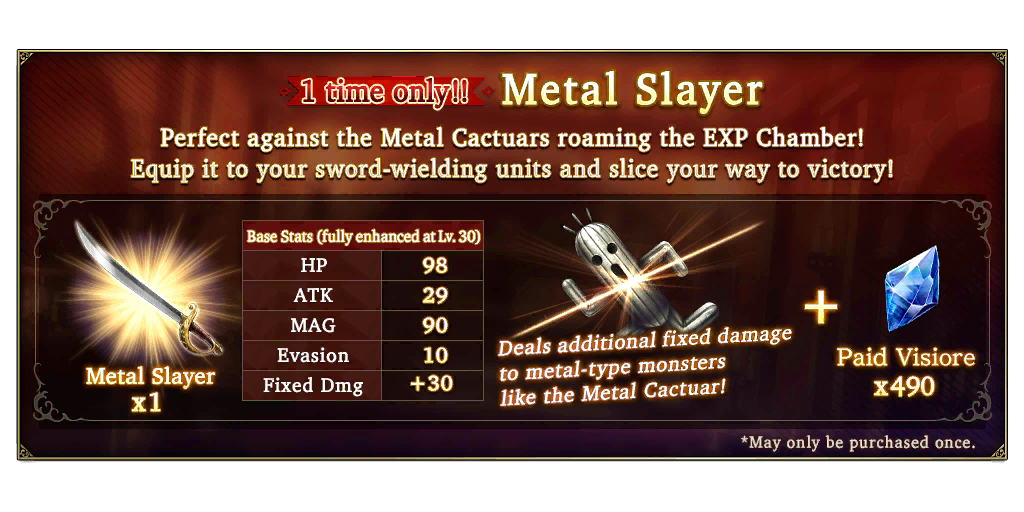 1 time only!! Metal Slayer
Perfect against the Metal Cactuars roaming the EXP Chamber!
Equip it to your sword-wielding units and slice your way to victory!
Metal Slayer
x1
Base Stats (fully enhanced at Lv. 30)
HP 98
ATK 29
MAG 90
Evasion 10
Fixed Dmg +30
Deals additional fixed damage
to metal-type monsters
like the Metal Cactuar!
+
Paid Visiore
x490
*May only be purchased once.